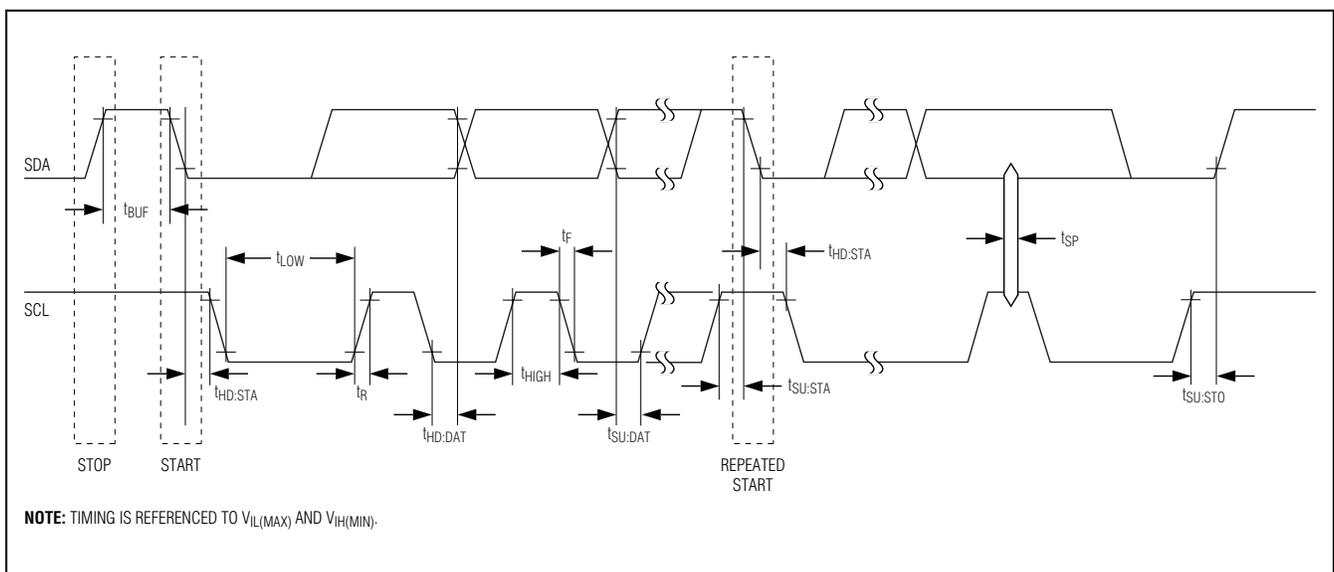 SDA
tBUF
tF
tLOW
tHD:STA
tSP
SCL
tHD:STA
tR
tHIGH
tSU:STA
tSU:STO
tHD:DAT
tSU:DAT
STOP
START
REPEATED
START
NOTE: TIMING IS REFERENCED TO VIL(MAX) AND VIH(MIN).